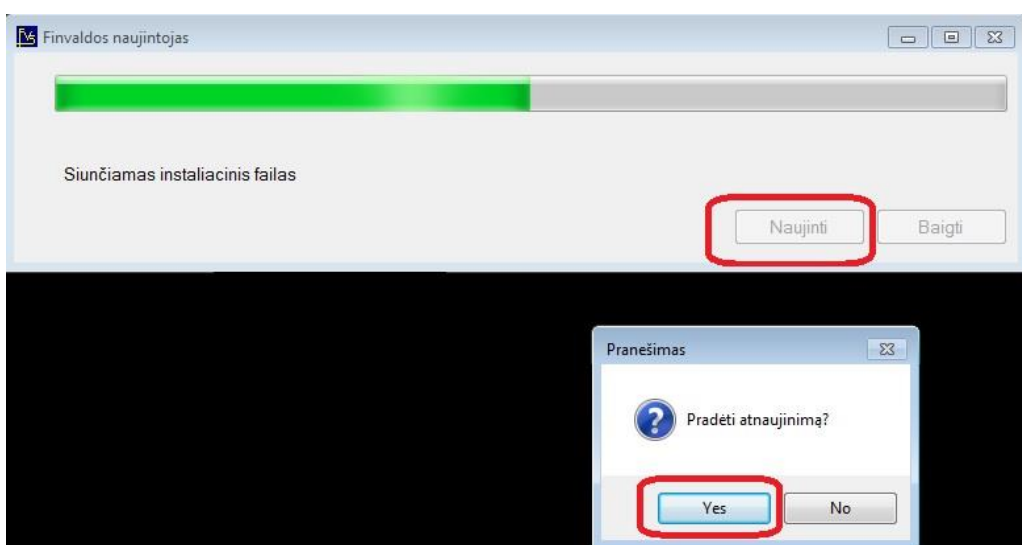 Finvaldos naujintojas
Siunčiamas instaliacinis failas
Naujinti Baigti
Pranešimas
Pradėti atnaujinimą?
Yes No